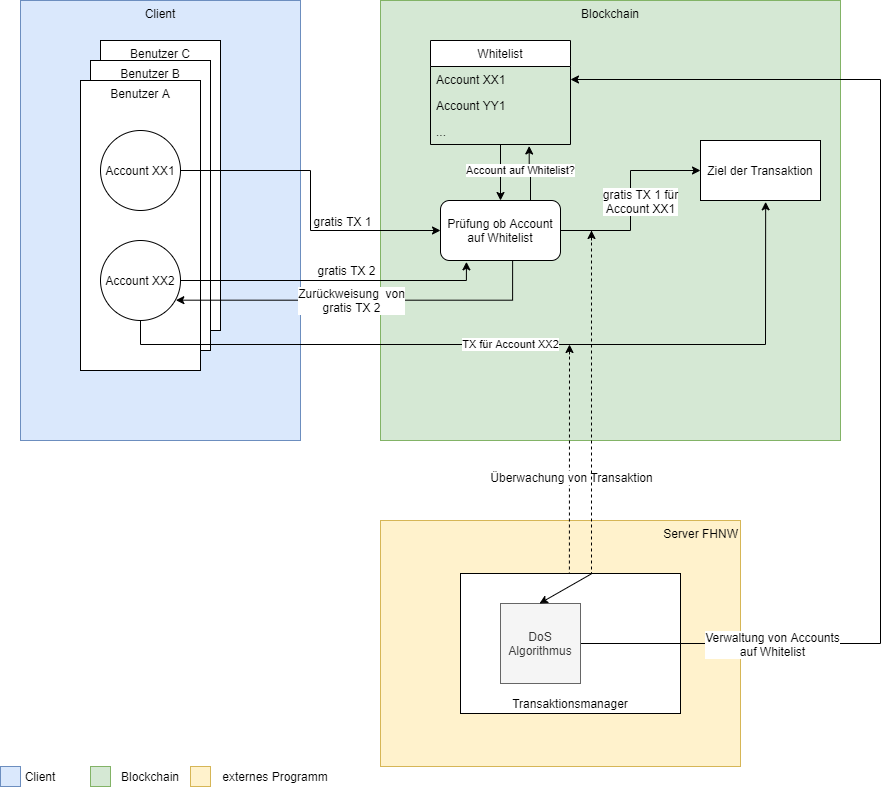 Client
Blockchain
Benutzer C
Benutzer B
Benutzer A
Whitelist
Account XX1
Account YY1
...
Account XX1
Account auf Whitelist?
Ziel der Transaktion
gratis TX 1 für
Account XX1
gratis TX 1
Prüfung ob Account
auf Whitelist
Account XX2
gratis TX 2
Zurückweisung von
gratis TX 2
TX für Account XX2
Überwachung von Transaktion
Server FHNW
DoS
Algorithmus
Verwaltung von Accounts
auf Whitelist
Transaktionsmanager
Client
Blockchain
externes Programm